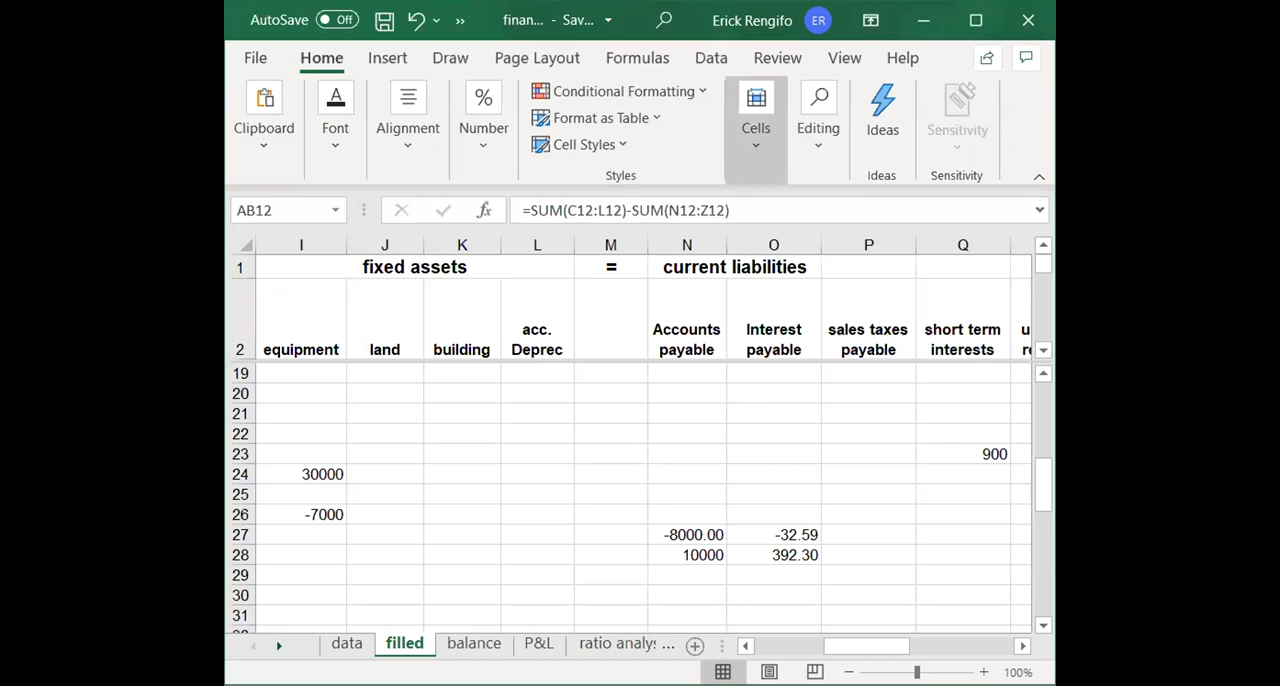 AutoSave Off finan... - Sav... Erick Rengifo ER
File Home Insert Draw Page Layout Formulas Data Review View Help
Clipboard Font Alignment Number Conditional Formatting Cells Editing Ideas Sensitivity
Format as Table
Cell Styles
Styles Ideas Sensitivity
AB12 fx =SUM(C12:L12)-SUM(N12:Z12)
I J K L M N O P Q
1 fixed assets = current liabilities
acc. Accounts Interest sales taxes short term
2 equipment land building Deprec payable payable payable interests
19
20
21
22
23 900
24 30000
25
26 -7000
27 -8000.00 -32.59
28 10000 392.30
29
30
31
data filled balance P&L ratio analys ...
100%